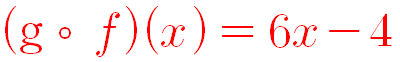 (g ∘ f)(x) = 6x − 4